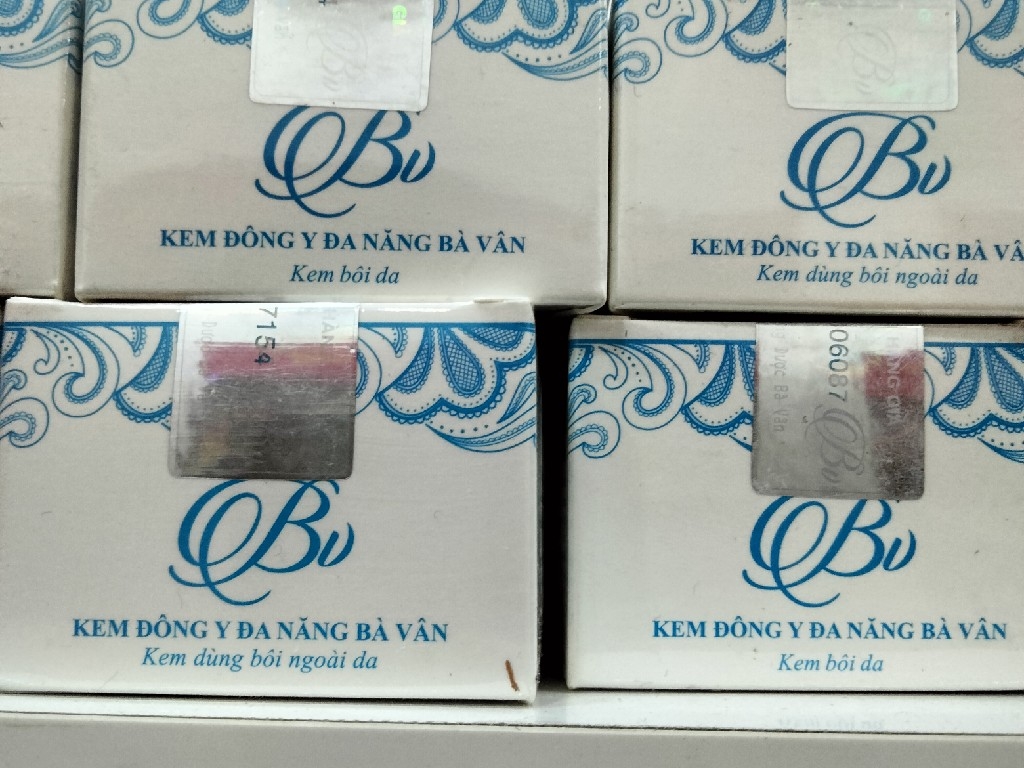 Bv
KEM ĐÔNG Y ĐA NĂNG BÀ VÂN
Kem bôi da
Bv
KEM ĐÔNG Y ĐA NĂNG BÀ VÂ
Kem dùng bôi ngoài da
7154
Bv
KEM ĐÔNG Y ĐA NĂNG BÀ VÂN
Kem dùng bôi ngoài da
06087
Dược Bà Vân
Bv
Bv
KEM ĐÔNG Y ĐA NĂNG BÀ VÂN
Kem bôi da